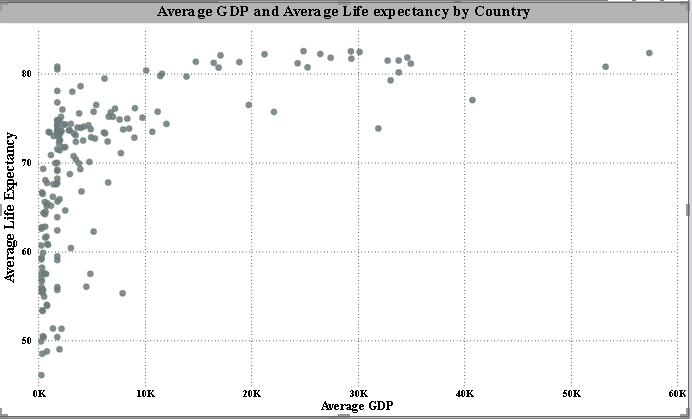 Average GDP and Average Life expectancy by Country
Average Life Expectancy
80
70
60
50
0K 10K 20K 30K 40K 50K 60K
Average GDP